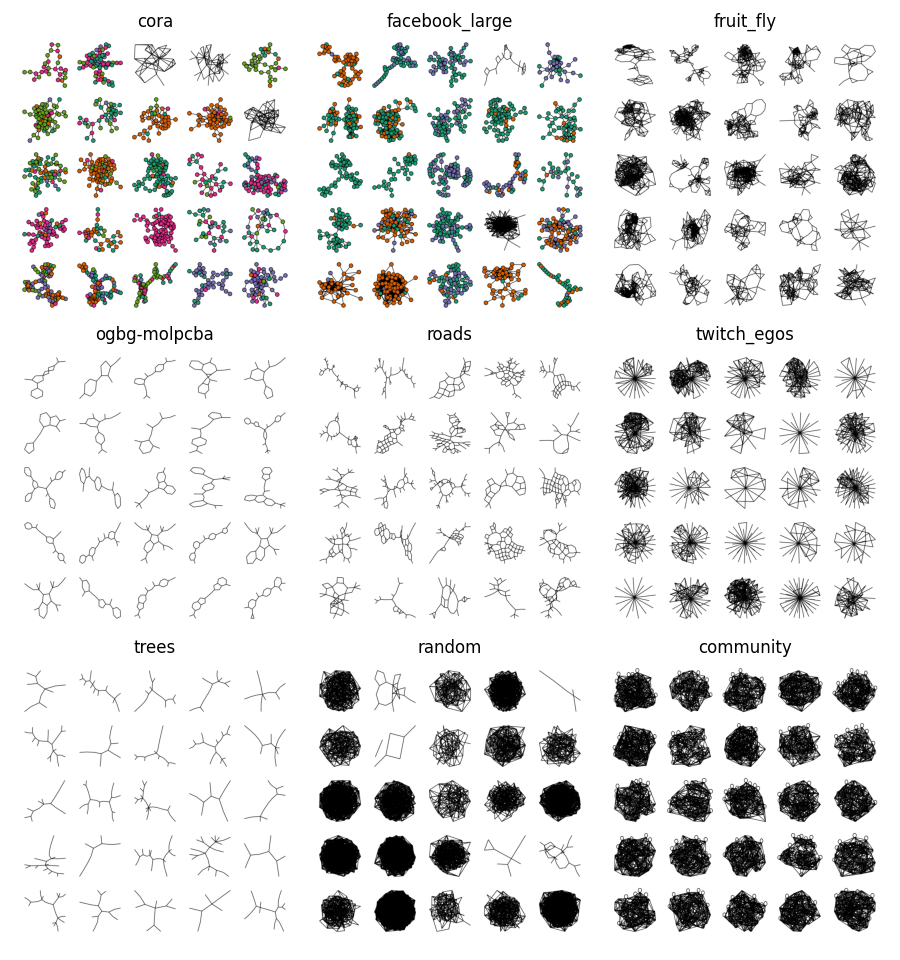 cora
facebook_large
fruit_fly
ogbg-molpcba
roads
twitch_egos
trees
random
community